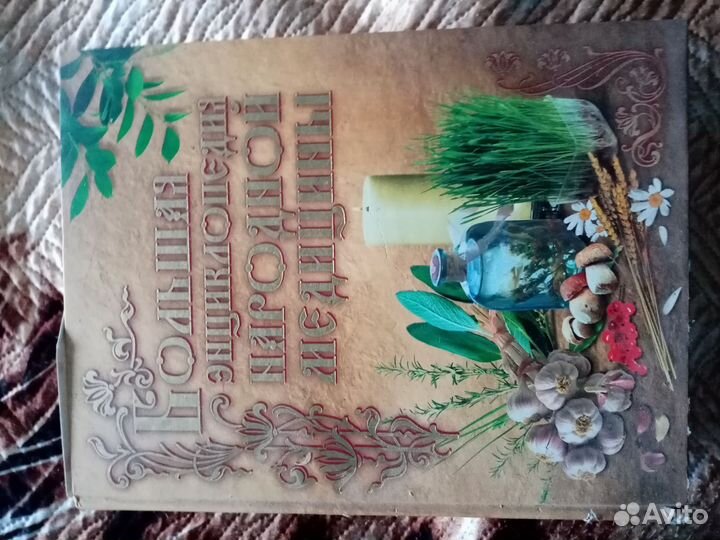 Большая
энциклопедия
народной
медицины
Avito